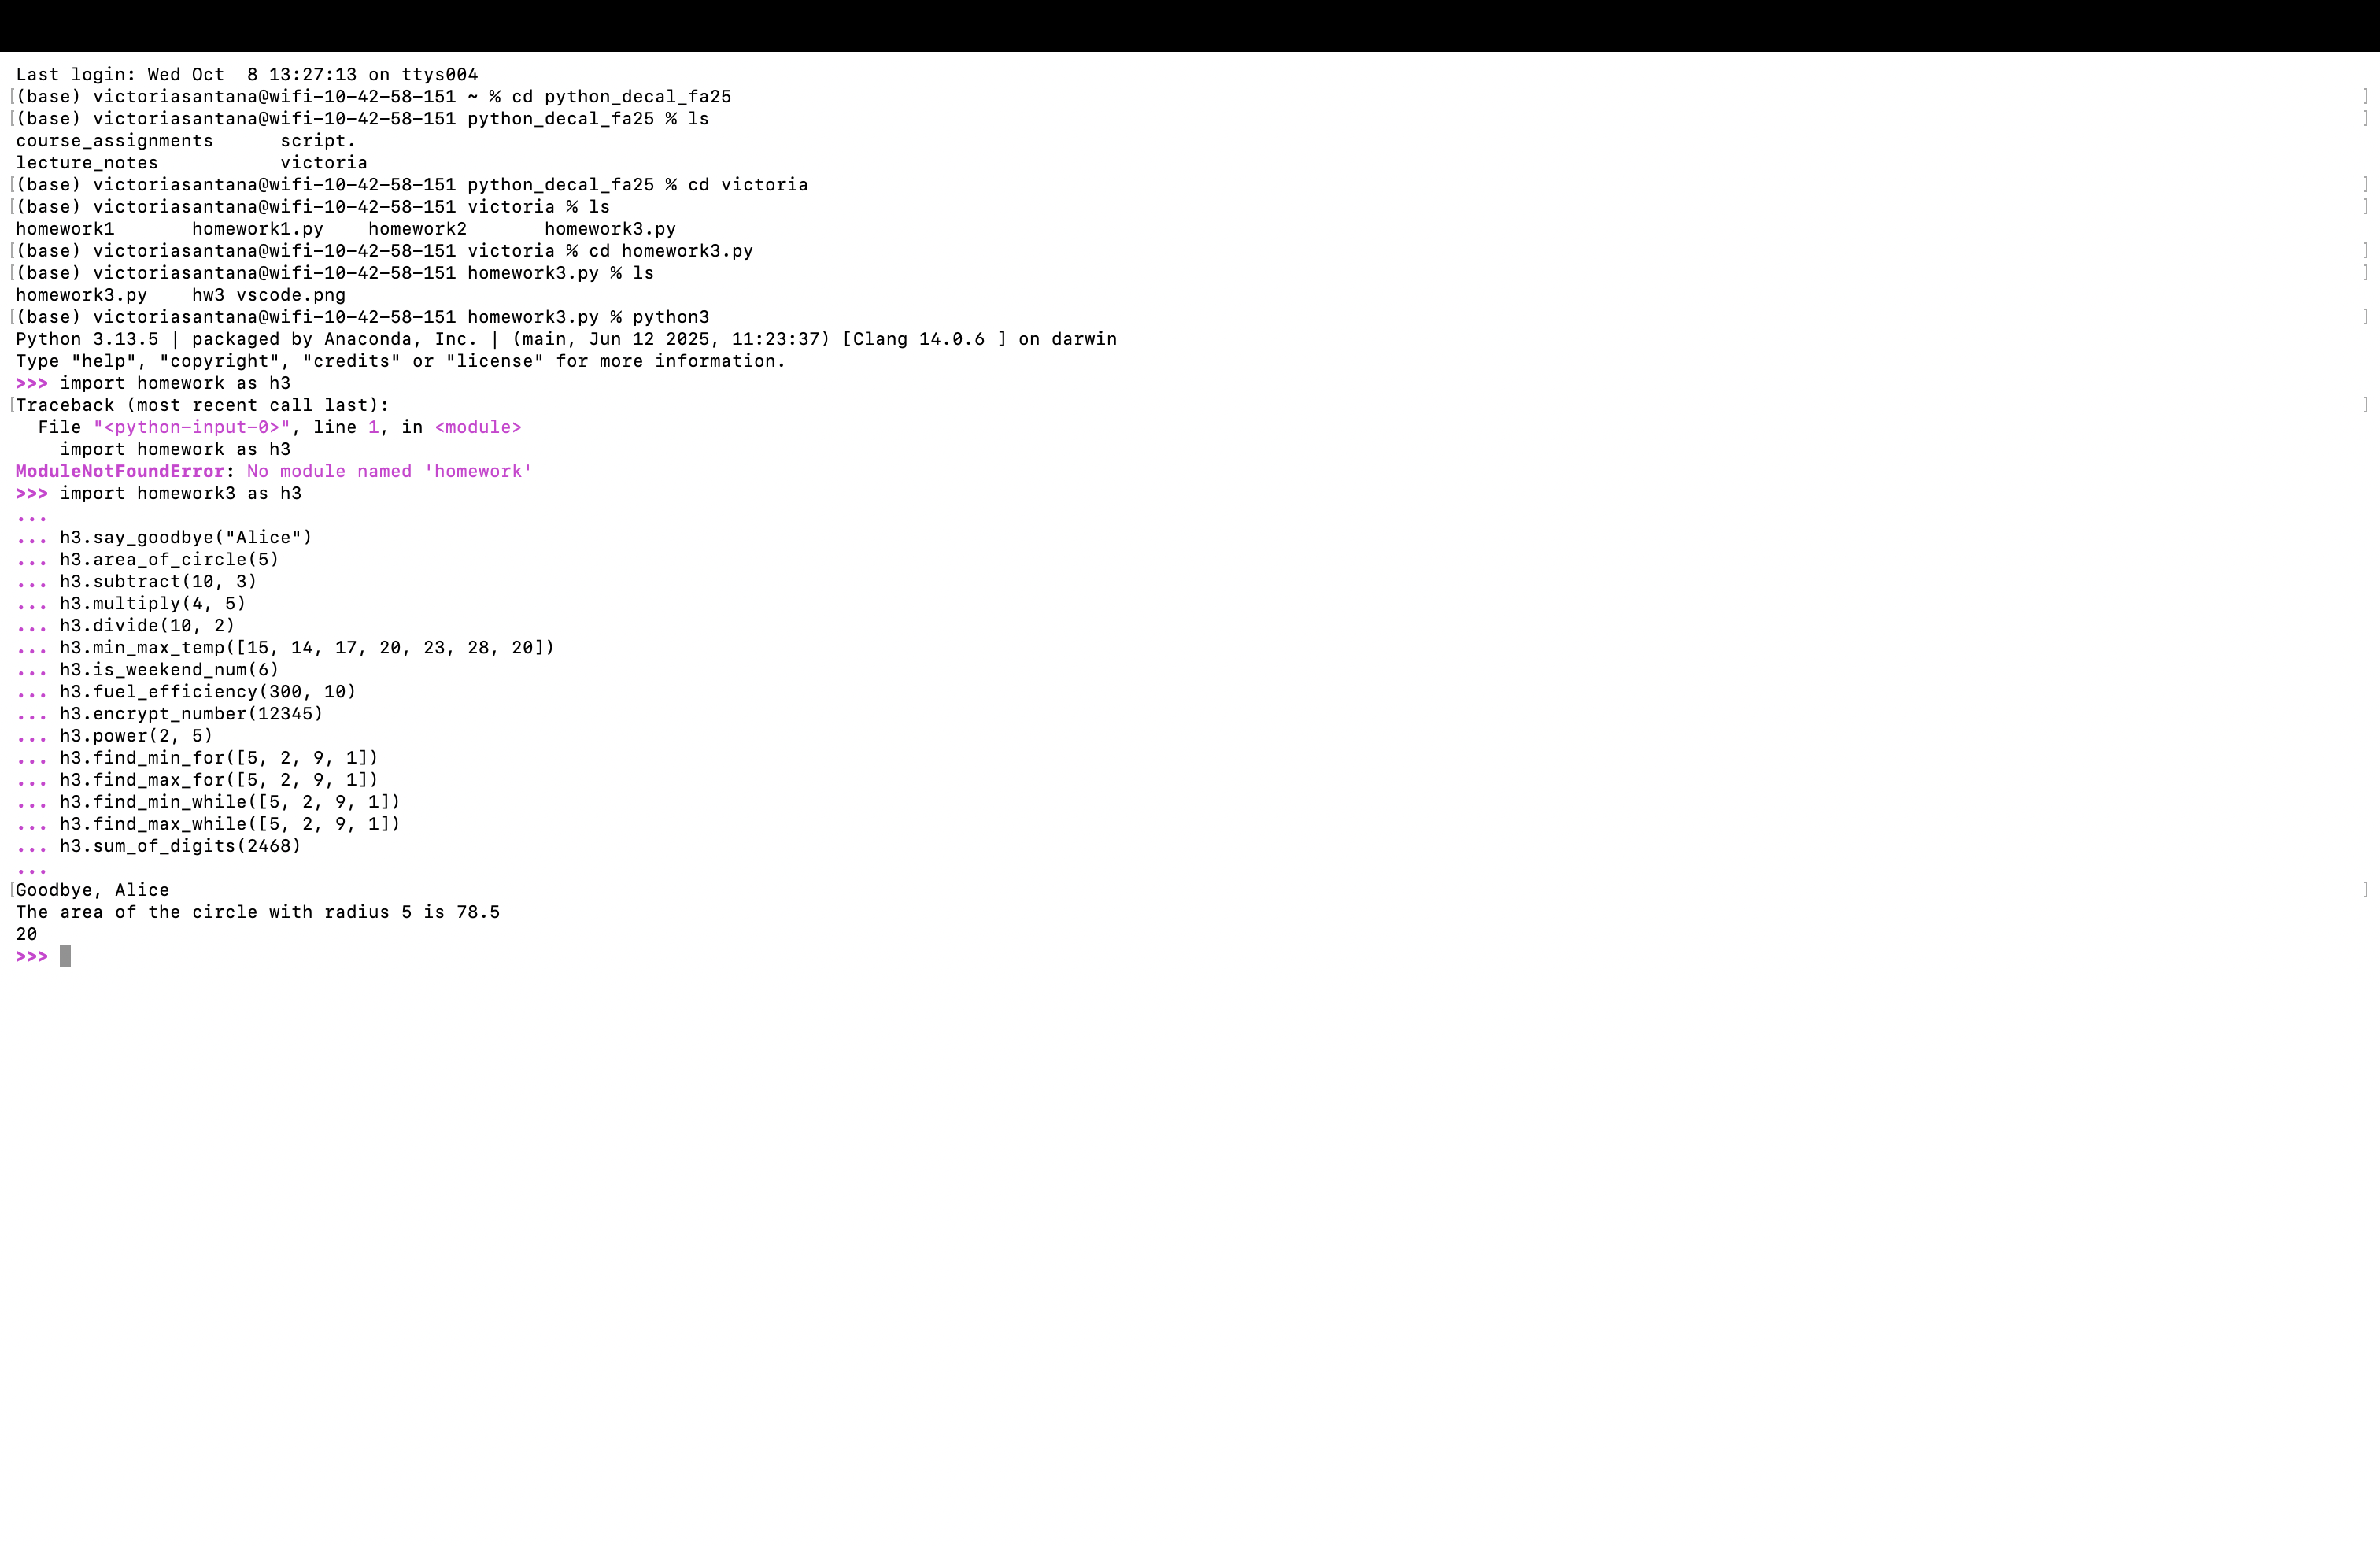 Last login: Wed Oct  8 13:27:13 on ttys004
[(base) victoriasantana@wifi-10-42-58-151 ~ % cd python_decal_fa25 ]
[(base) victoriasantana@wifi-10-42-58-151 python_decal_fa25 % ls ]
course_assignments      script.
lecture_notes           victoria
[(base) victoriasantana@wifi-10-42-58-151 python_decal_fa25 % cd victoria ]
[(base) victoriasantana@wifi-10-42-58-151 victoria % ls ]
homework1       homework1.py    homework2       homework3.py
[(base) victoriasantana@wifi-10-42-58-151 victoria % cd homework3.py ]
[(base) victoriasantana@wifi-10-42-58-151 homework3.py % ls ]
homework3.py    hw3 vscode.png
[(base) victoriasantana@wifi-10-42-58-151 homework3.py % python3 ]
Python 3.13.5 | packaged by Anaconda, Inc. | (main, Jun 12 2025, 11:23:37) [Clang 14.0.6 ] on darwin
Type "help", "copyright", "credits" or "license" for more information.
>>> import homework as h3
[Traceback (most recent call last): ]
  File "<python-input-0>", line 1, in <module>
    import homework as h3
ModuleNotFoundError: No module named 'homework'
>>> import homework3 as h3
...
... h3.say_goodbye("Alice")
... h3.area_of_circle(5)
... h3.subtract(10, 3)
... h3.multiply(4, 5)
... h3.divide(10, 2)
... h3.min_max_temp([15, 14, 17, 20, 23, 28, 20])
... h3.is_weekend_num(6)
... h3.fuel_efficiency(300, 10)
... h3.encrypt_number(12345)
... h3.power(2, 5)
... h3.find_min_for([5, 2, 9, 1])
... h3.find_max_for([5, 2, 9, 1])
... h3.find_min_while([5, 2, 9, 1])
... h3.find_max_while([5, 2, 9, 1])
... h3.sum_of_digits(2468)
...
[Goodbye, Alice ]
The area of the circle with radius 5 is 78.5
20
>>>